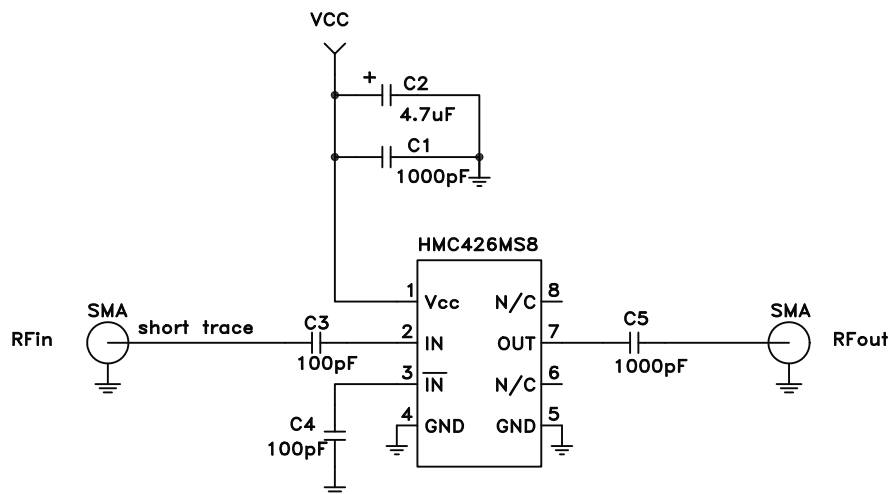 VCC
+
C2
4.7uF
C1
1000pF
HMC426MS8
1
Vcc
N/C
8
SMA
RFin
short trace
C3
100pF
2
IN
OUT
7
C5
1000pF
SMA
RFout
3
IN
N/C
6
C4
100pF
4
GND
GND
5